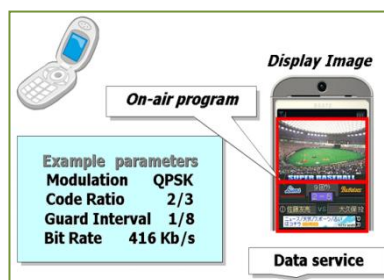 Display Image
On-air program
SUPER BASEBALL
Example parameters
Modulation QPSK
Code Ratio 2/3
Guard Interval 1/8
Bit Rate 416 Kb/s
Data service